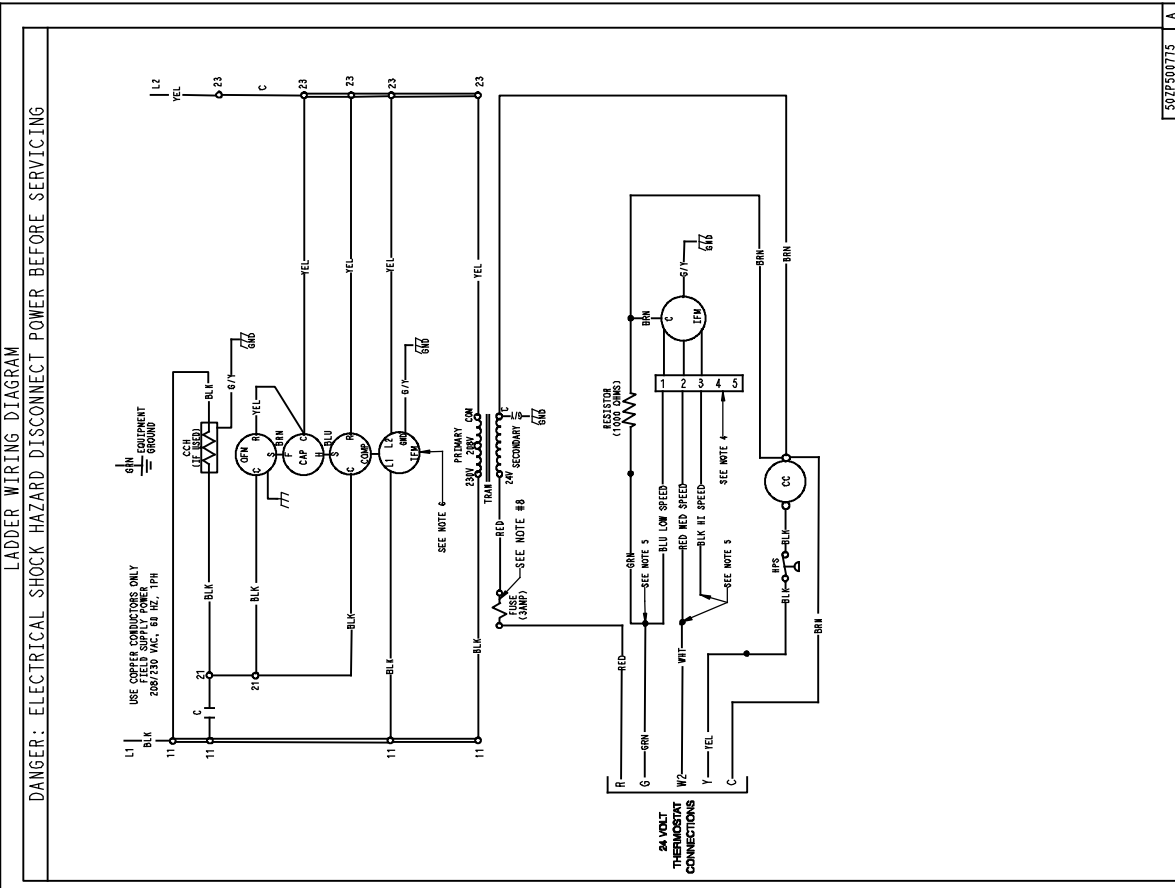 LADDER WIRING DIAGRAM
DANGER: ELECTRICAL SHOCK HAZARD DISCONNECT POWER BEFORE SERVICING
L1
BLK
USE COPPER CONDUCTORS ONLY
FIELD SUPPLY POWER
208/230 VAC, 60 HZ, 1PH
GRN
EQUIPMENT
GROUND
L2
YEL
11
23
C
11
C
21
BLK
CCH
(IF USED)
BLK
G/Y
GND
21
BLK
C
OFM
R
S
YEL
BRN
F
CAP
C
H
YEL
23
BLU
BLK
C
S
COMP
R
YEL
23
11
BLK
L1
L2
GND
IFM
YEL
23
G/Y
GND
SEE NOTE 6
11
BLK
PRIMARY
230V
208V
COM
YEL
23
TRAN
24V
SECONDARY
C
GND
RED
SEE NOTE #8
FUSE
(3AMP)
RESISTOR
(1000 OHMS)
24 VOLT
THERMOSTAT
CONNECTIONS
R
RED
G
GRN
GRN
SEE NOTE 5
BLU LOW SPEED
W2
WHT
RED MED SPEED
BLK HI SPEED
SEE NOTE 5
1
2
3
4
5
SEE NOTE 4
BRN
C
IFM
G/Y
GND
BRN
BRN
Y
YEL
BLK
HPS
BLK
CC
C
BRN
50ZP500775
A